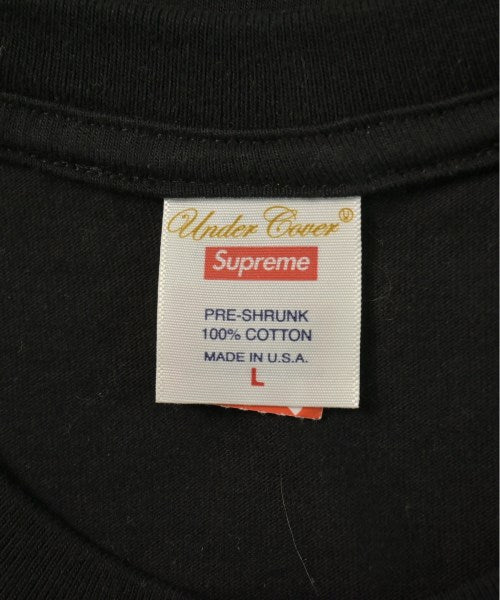 Under Cover®
Supreme
PRE-SHRUNK
100% COTTON
MADE IN U.S.A.
L